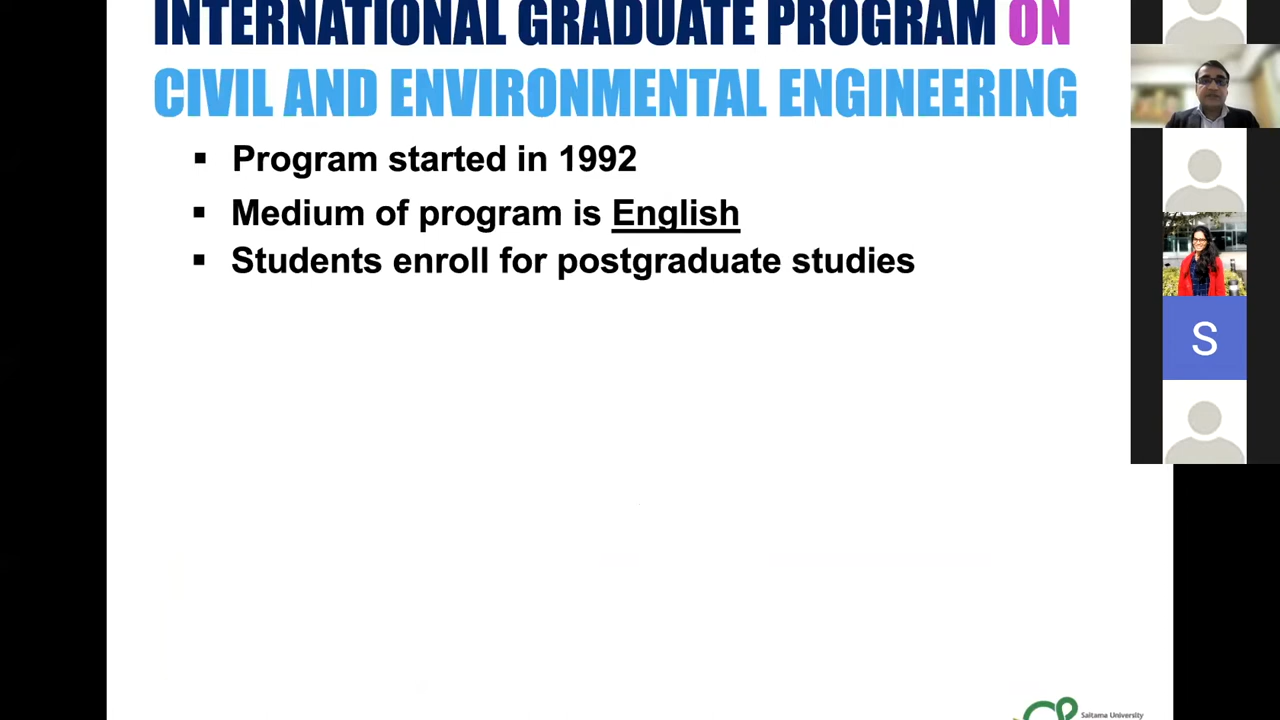 INTERNATIONAL GRADUATE PROGRAM ON
CIVIL AND ENVIRONMENTAL ENGINEERING
▪ Program started in 1992
▪ Medium of program is English
▪ Students enroll for postgraduate studies
S
Saitama University